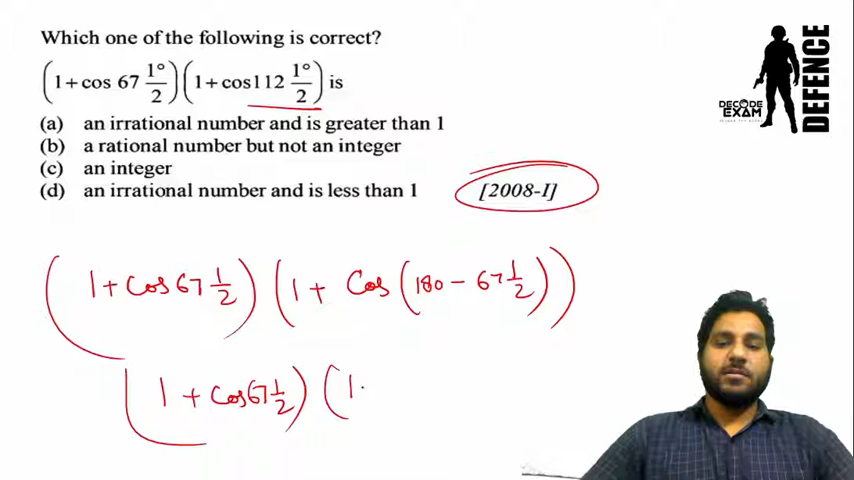 Which one of the following is correct?
(1+cos 67 1/2°)(1+cos112 1/2°) is
(a) an irrational number and is greater than 1
(b) a rational number but not an integer
(c) an integer
(d) an irrational number and is less than 1
[2008-I]
(1+cos 67 1/2) (1+ cos(180 - 67 1/2))
(1 + cos67 1/2) (1
DECODE
EXAM
DEFENCE